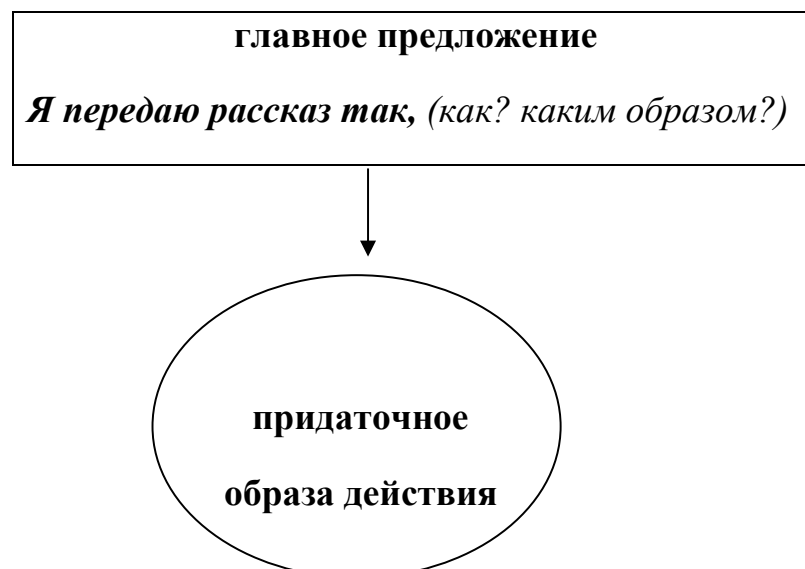 главное предложение
Я передаю рассказ так, (как? каким образом?)
придаточное
образа действия